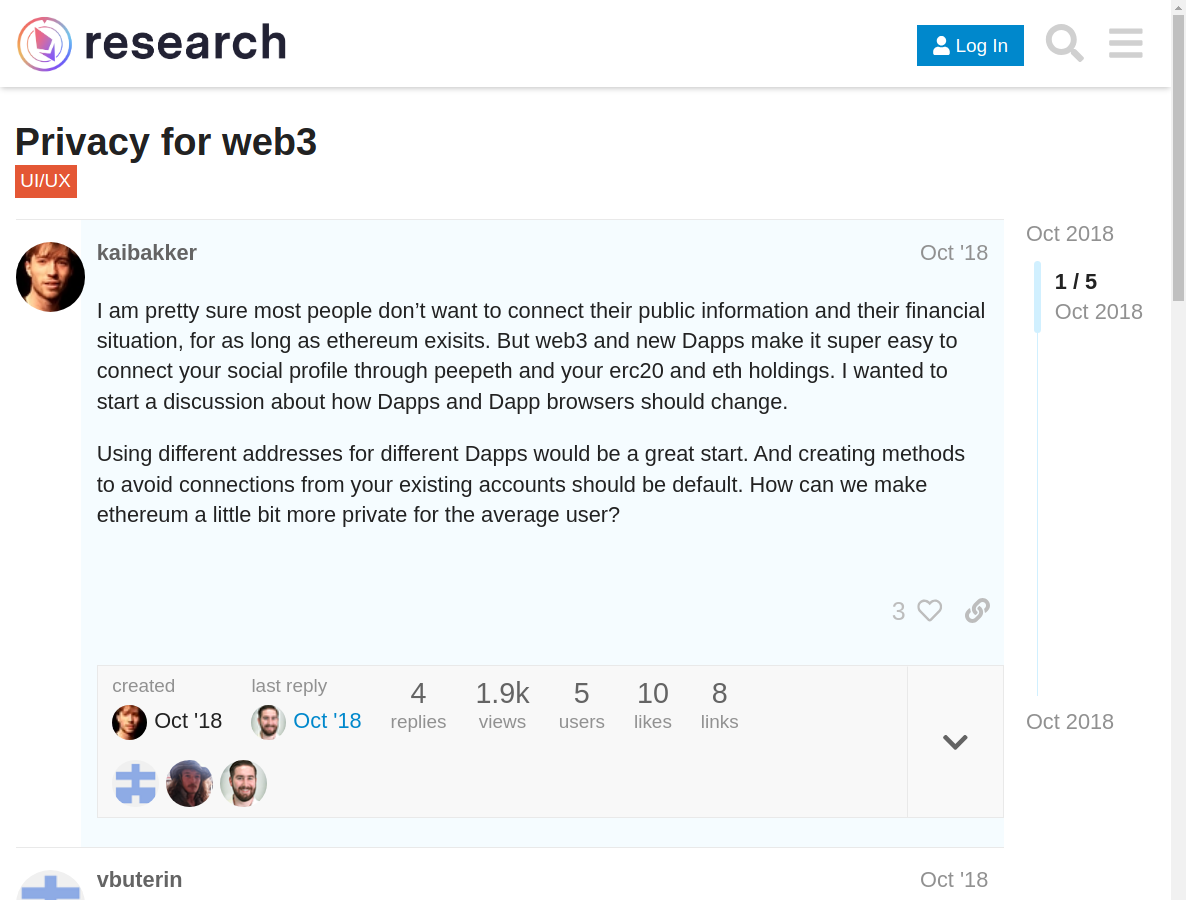 research
Log In
Privacy for web3
UI/UX
kaibakker
Oct '18
I am pretty sure most people don’t want to connect their public information and their financial
situation, for as long as ethereum exisits. But web3 and new Dapps make it super easy to
connect your social profile through peepeth and your erc20 and eth holdings. I wanted to
start a discussion about how Dapps and Dapp browsers should change.
Using different addresses for different Dapps would be a great start. And creating methods
to avoid connections from your existing accounts should be default. How can we make
ethereum a little bit more private for the average user?
3
created
Oct '18
last reply
Oct '18
4
replies
1.9k
views
5
users
10
likes
8
links
vbuterin
Oct '18
Oct 2018
1 / 5
Oct 2018
Oct 2018